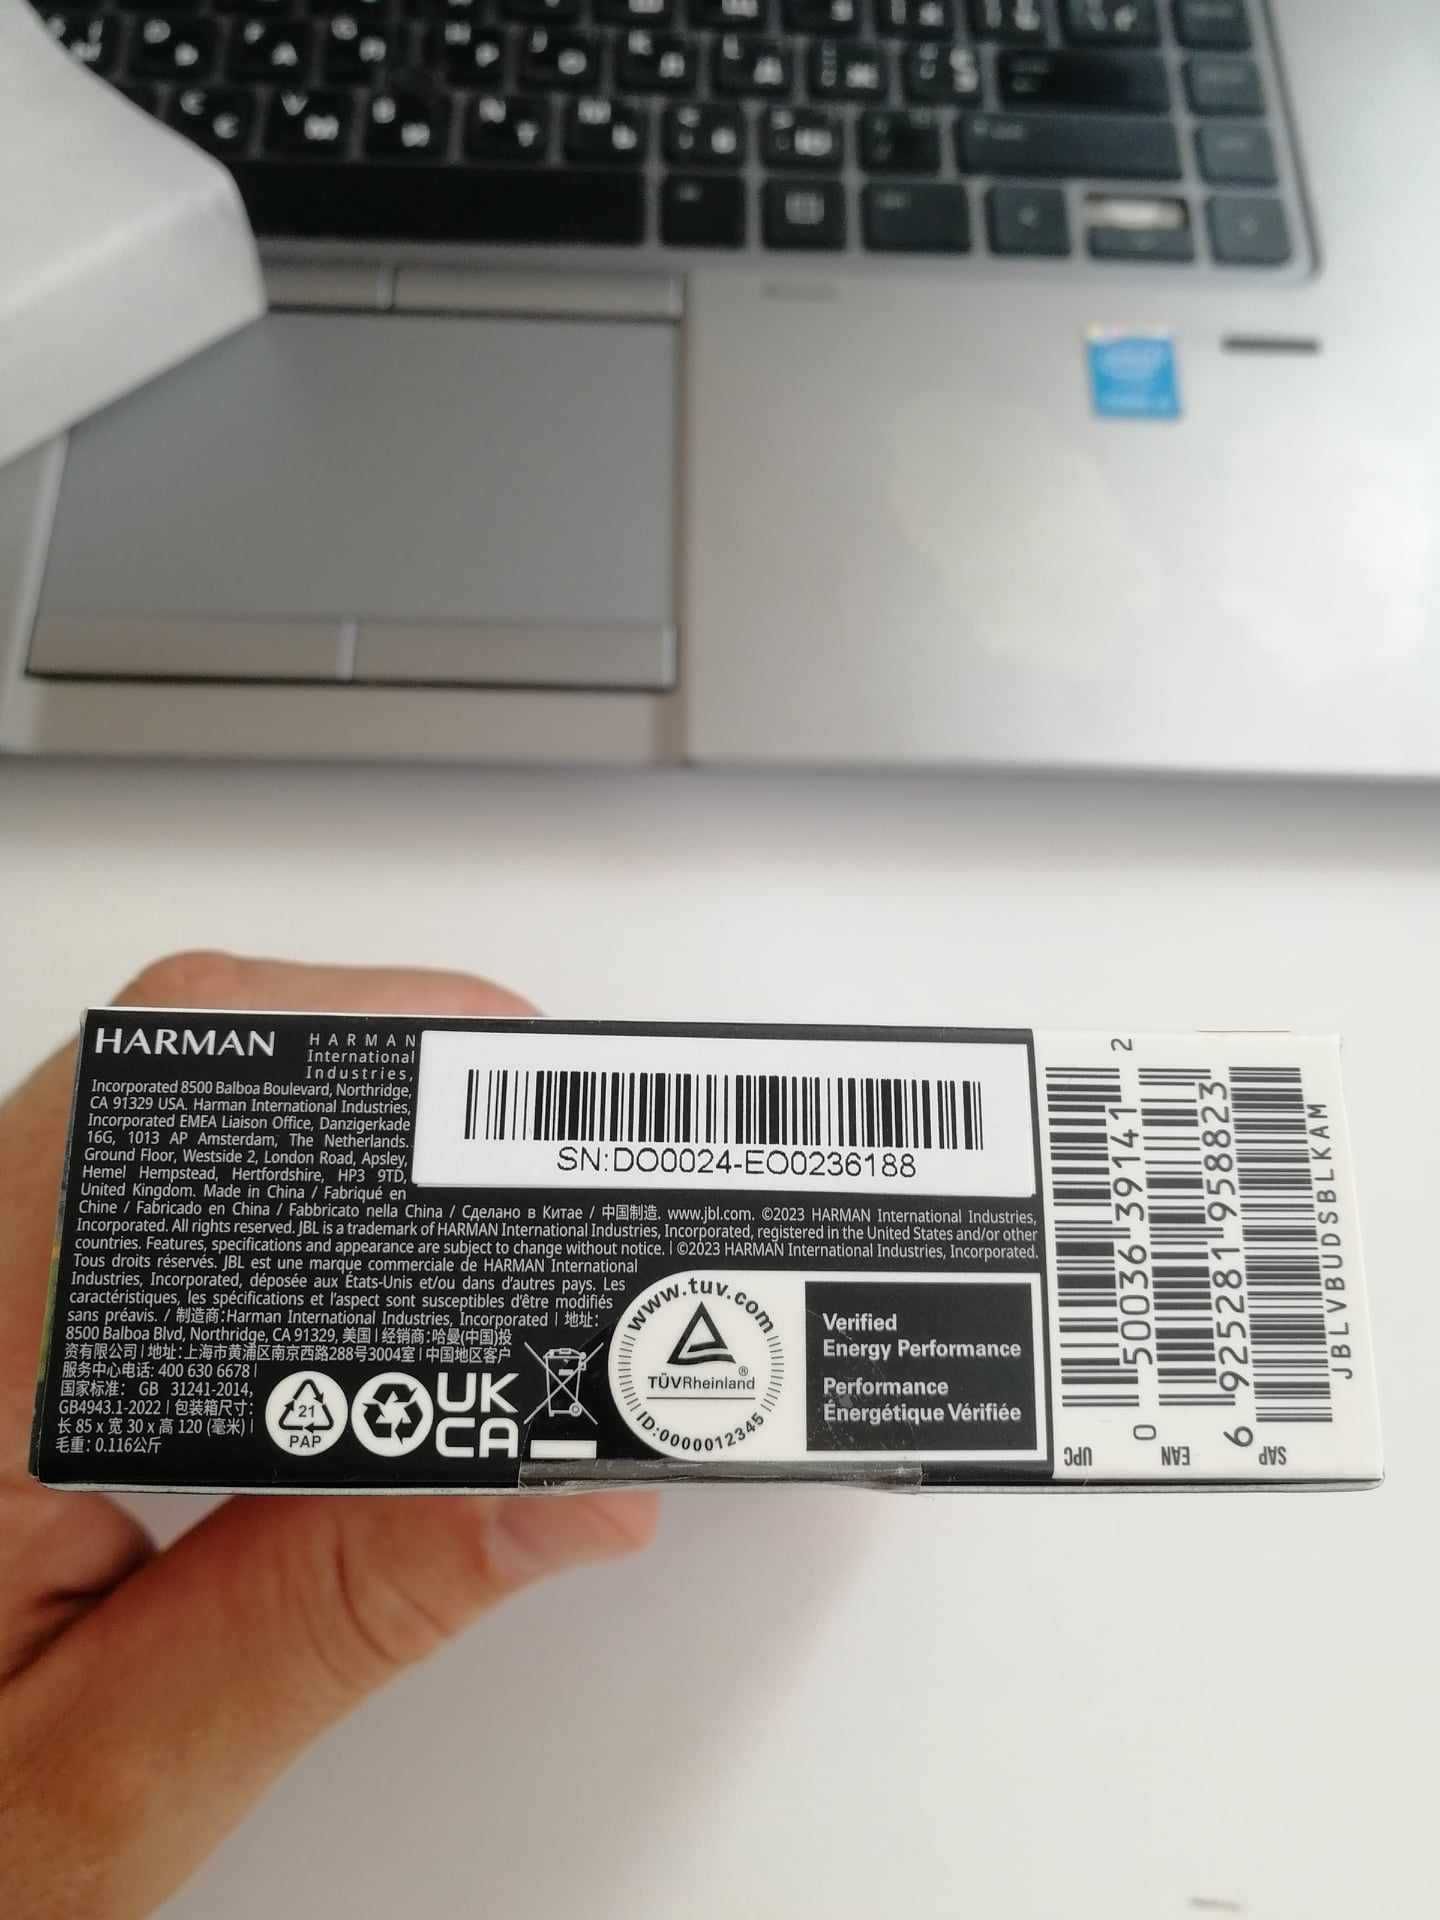 HARMAN
H A R M A N
International
Industries,
Incorporated 8500 Balboa Boulevard, Northridge,
CA 91329 USA. Harman International Industries,
Incorporated EMEA Liaison Office, Danzigerkade
16G, 1013 AP Amsterdam, The Netherlands.
Ground Floor, Westside 2, London Road, Apsley,
Hemel Hempstead, Hertfordshire, HP3 9TD,
United Kingdom. Made in China / Fabriqué en
Chine / Fabricado en China / Fabbricato nella China / Сделано в Китае / 中国制造. www.jbl.com. ©2023 HARMAN International Industries,
Incorporated. All rights reserved. JBL is a trademark of HARMAN International Industries, Incorporated, registered in the United States and/or other
countries. Features, specifications and appearance are subject to change without notice. | ©2023 HARMAN International Industries, Incorporated.
Tous droits réservés. JBL est une marque commerciale de HARMAN International
Industries, Incorporated, déposée aux États-Unis et/ou dans d'autres pays. Les
caractéristiques, les spécifications et l'aspect sont susceptibles d'être modifiés
sans préavis. / 制造商:Harman International Industries, Incorporated | 地址:
8500 Balboa Blvd, Northridge, CA 91329, 美国 | 经销商:哈曼(中国)投
资有限公司 | 地址:上海市黄浦区南京西路288号3004室 | 中国地区客户
服务中心电话: 400 630 6678 |
国家标准: GB 31241-2014,
GB4943.1-2022 | 包装箱尺寸:
长 85 x 宽 30 x 高 120 (毫米) |
毛重: 0.116公斤
SN:DO0024-EO0236188
21
PAP
UK
CA
www.tuv.com
TÜVRheinland
®
ID:0000012345
Verified
Energy Performance
Performance
Énergétique Vérifiée
UPC
0 50036 39141 2
EAN
6 925281 958823
SAP
JBLVBUDSBLKAM